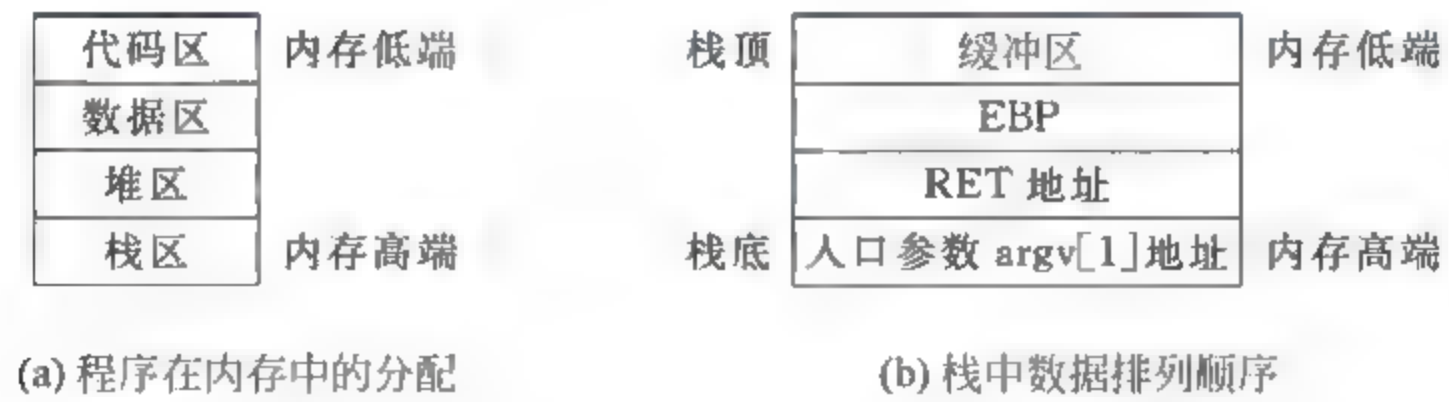 代码区 内存低端
数据区
堆区
栈区 内存高端
(a) 程序在内存中的分配
栈顶 缓冲区 内存低端
EBP
RET 地址
栈底 人口参数 argv[1]地址 内存高端
(b) 栈中数据排列顺序